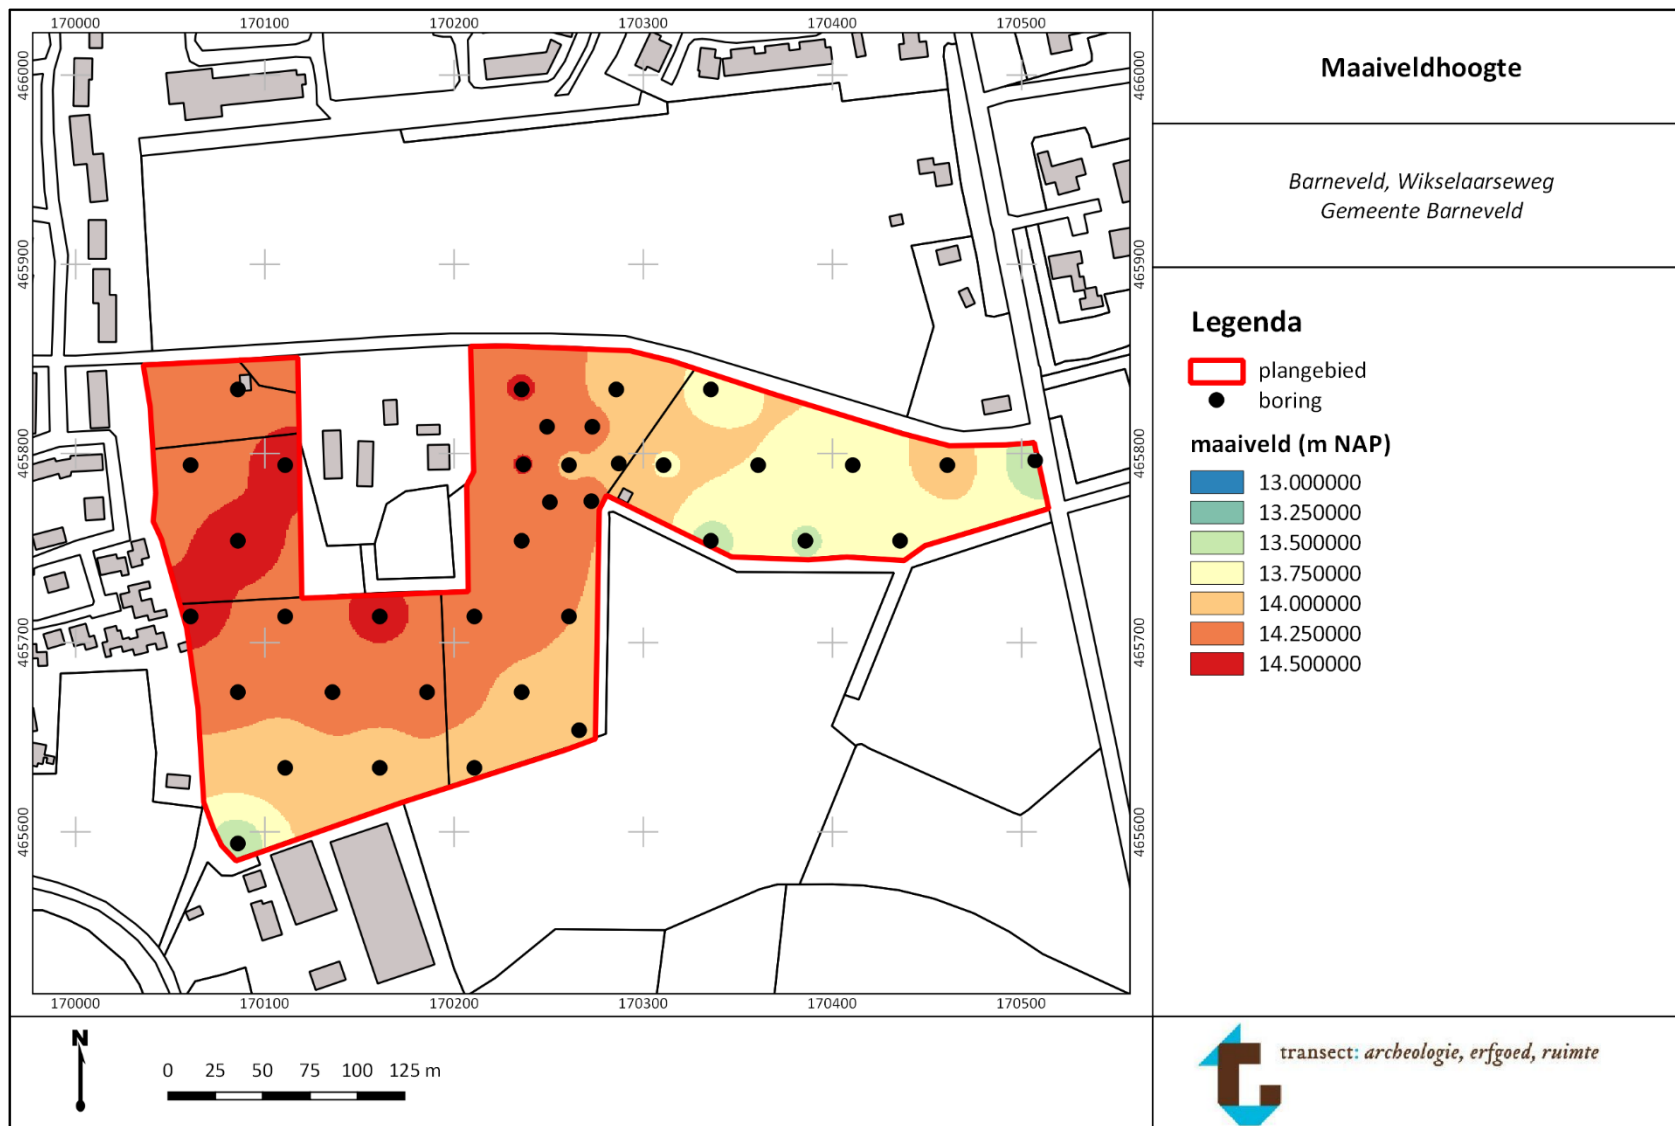 170000 170100 170200 170300 170400 170500
466000
465900
465800
465700
465600
466000
465900
465800
465700
465600
170000 170100 170200 170300 170400 170500
N
0 25 50 75 100 125 m
Maaiveldhoogte
Barneveld, Wikselaarseweg
Gemeente Barneveld
Legenda
plangebied
boring
maaiveld (m NAP)
13.000000
13.250000
13.500000
13.750000
14.000000
14.250000
14.500000
transect: archeologie, erfgoed, ruimte